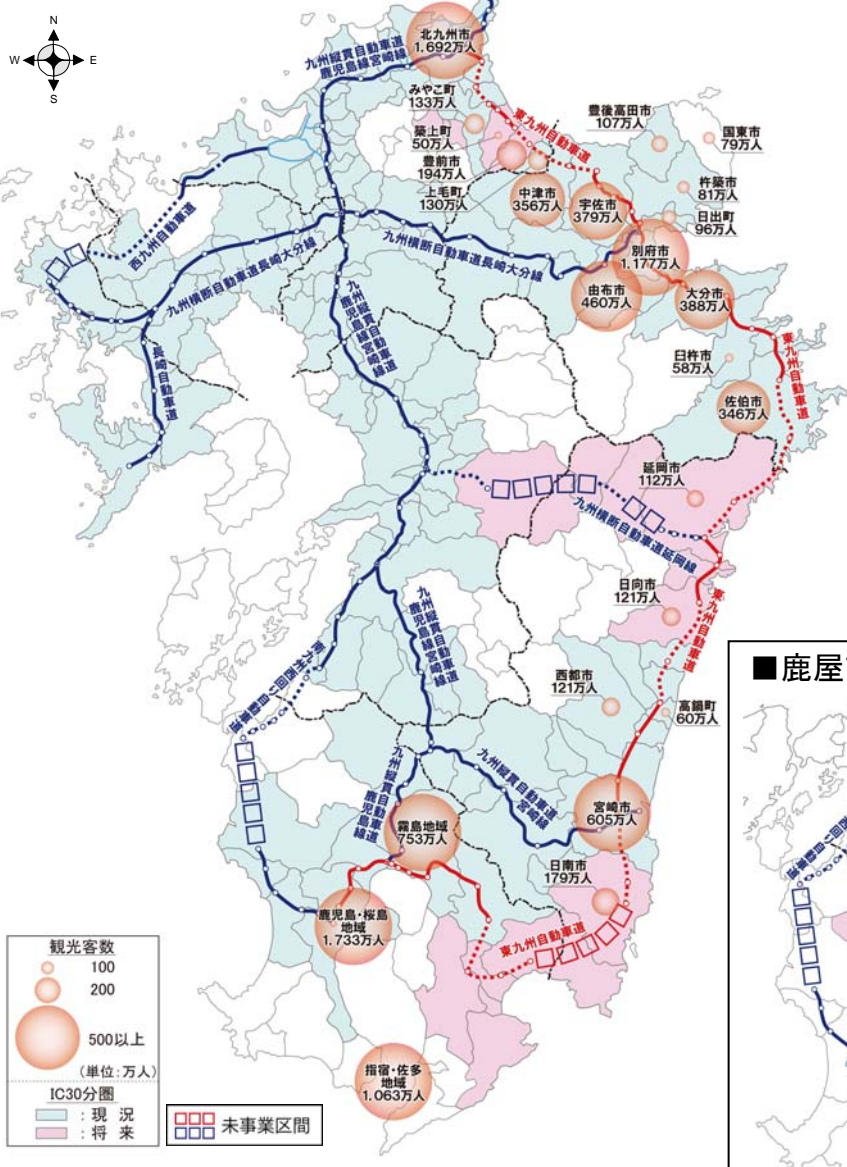 N
W E
S
北九州市
1,692万人
九州縦貫自動車道
鹿児島線宮崎線
みやこ町
133万人
築上町
50万人
豊前市
194万人
上毛町
130万人
東九州自動車道
豊後高田市
107万人
国東市
79万人
杵築市
81万人
日出町
96万人
中津市
356万人
宇佐市
379万人
別府市
1,177万人
由布市
460万人
大分市
388万人
西九州自動車道
九州横断自動車道長崎大分線
九州横断自動車道長崎大分線
長崎自動車道
九州縦貫自動車道
鹿児島線宮崎線
臼杵市
58万人
佐伯市
346万人
東九州自動車道
延岡市
112万人
九州横断自動車道延岡線
日向市
121万人
東九州自動車道
九州縦貫自動車道
鹿児島線宮崎線
南九州西回り自動車道
西都市
121万人
高鍋町
60万人
九州縦貫自動車道
鹿児島線
九州縦貫自動車道
宮崎線
宮崎市
605万人
霧島地域
753万人
日南市
179万人
鹿児島・桜島
地域
1,733万人
東九州自動車道
指宿・佐多
地域
1,063万人
観光客数
100
200
500以上
(単位:万人)
IC30分圏
:現 況
:将 来
未事業区間
■鹿屋